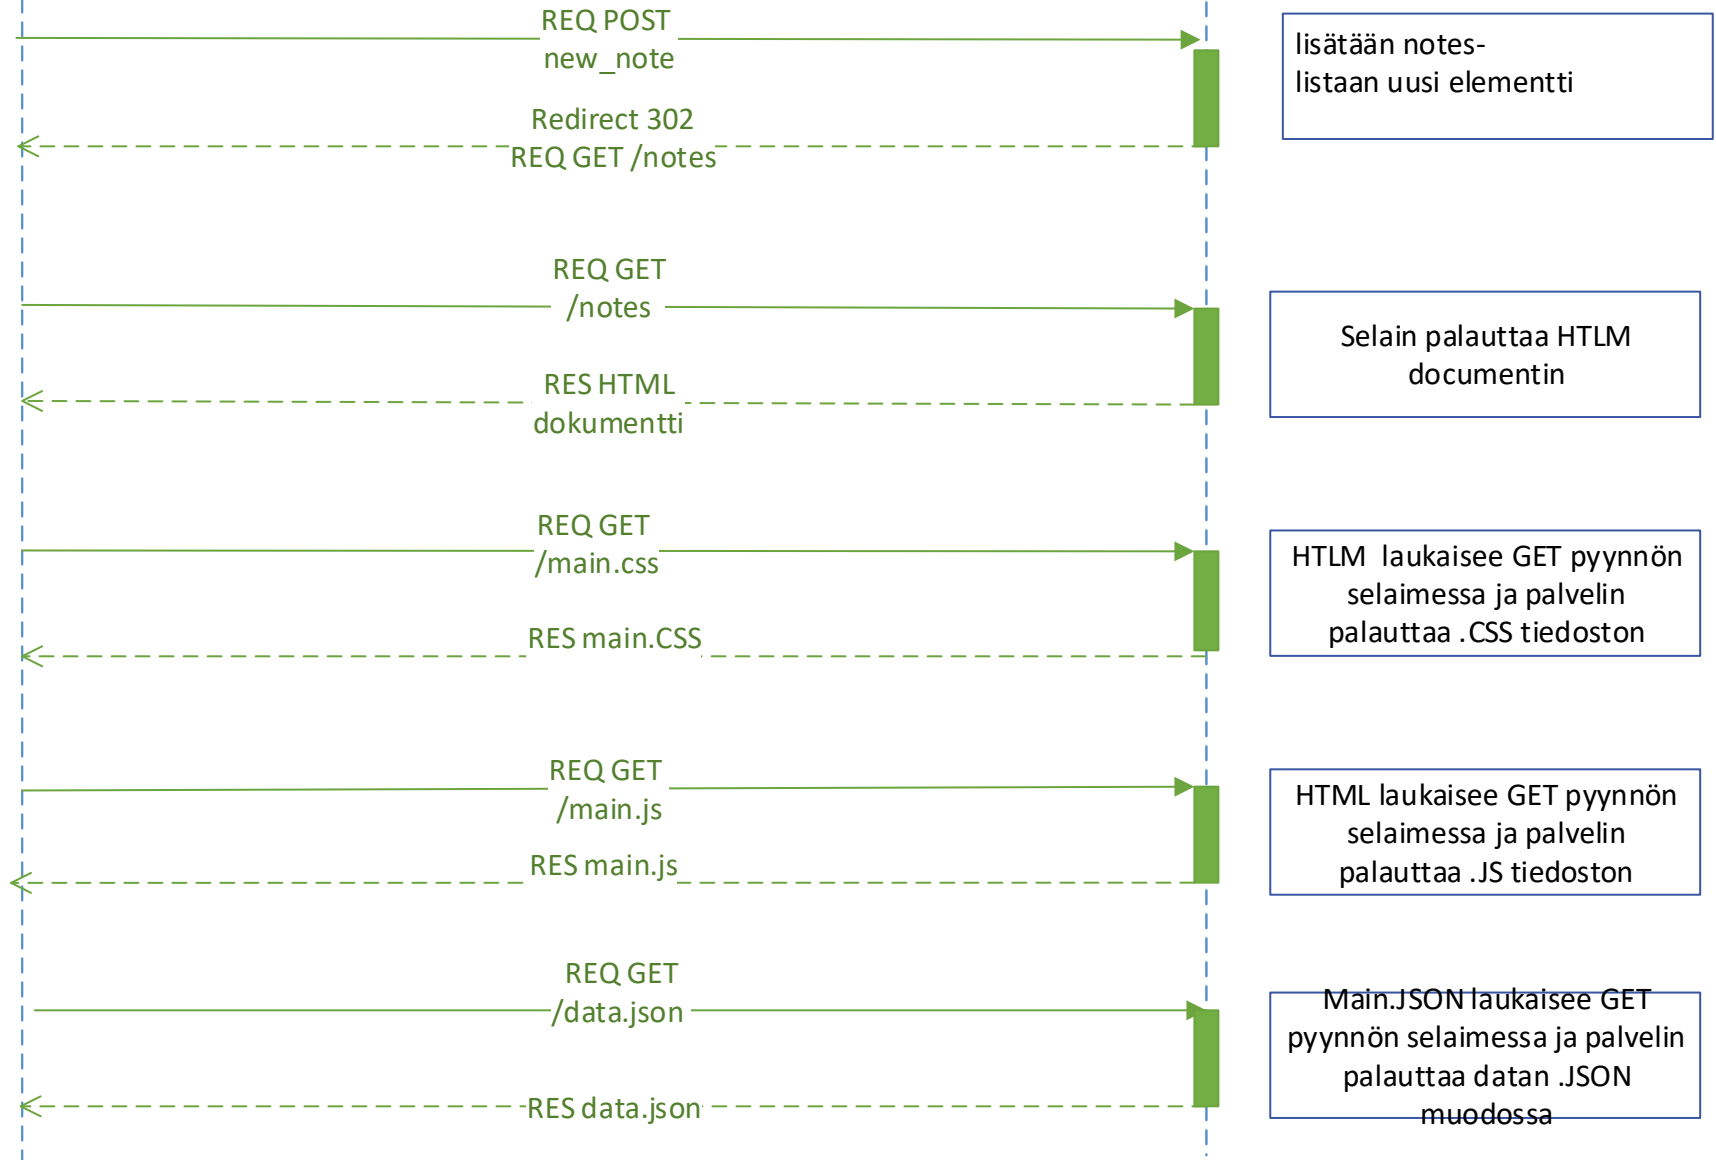 REQ POST
new_note
lisätään notes-
listaan uusi elementti
Redirect 302
REQ GET /notes
REQ GET
/notes
Selain palauttaa HTLM
documentin
RES HTML
dokumentti
REQ GET
/main.css
HTLM  laukaisee GET pyynnön
selaimessa ja palvelin
palauttaa .CSS tiedoston
RES main.CSS
REQ GET
/main.js
HTML laukaisee GET pyynnön
selaimessa ja palvelin
palauttaa .JS tiedoston
RES main.js
REQ GET
/data.json
Main.JSON laukaisee GET
pyynnön selaimessa ja palvelin
palauttaa datan .JSON
muodossa
RES data.json